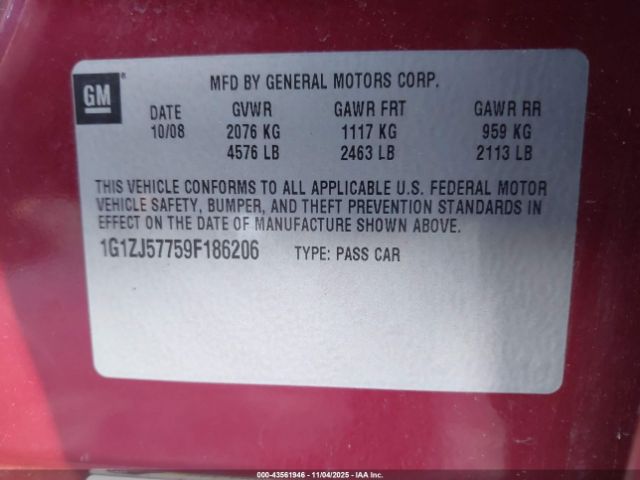 GM
MFD BY GENERAL MOTORS CORP.
DATE GVWR GAWR FRT GAWR RR
10/08 2076 KG 1117 KG 959 KG
4576 LB 2463 LB 2113 LB
THIS VEHICLE CONFORMS TO ALL APPLICABLE U.S. FEDERAL MOTOR
VEHICLE SAFETY, BUMPER, AND THEFT PREVENTION STANDARDS IN
EFFECT ON THE DATE OF MANUFACTURE SHOWN ABOVE.
1G1ZJ57759F186206 TYPE: PASS CAR
000-43561946 - 11/04/2025 - IAA Inc.